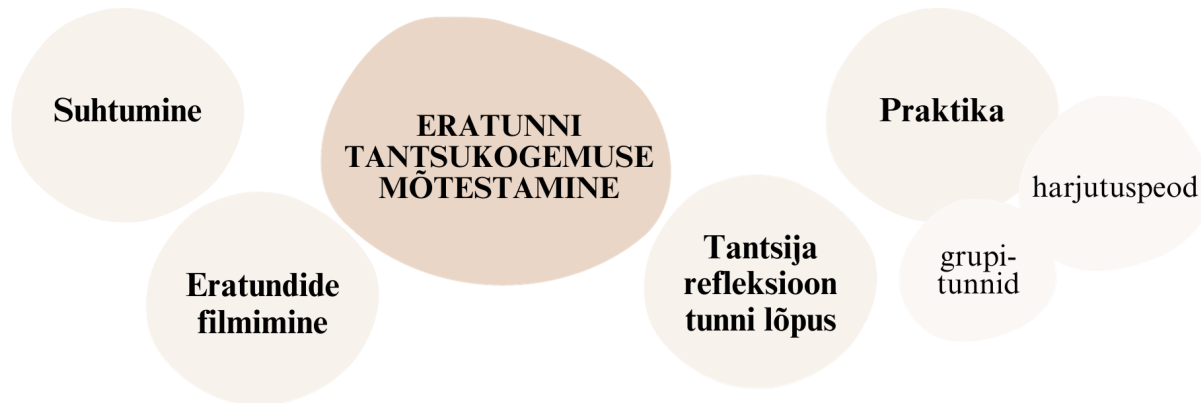 Suhtumine
ERATUNNI
TANTSUKOGEMUSE
MÕTESTAMINE
Praktika
harjutuspeod
Eratundide
filmimine
Tantsija
refleksioon
tunni lõpus
grupi-
tunnid